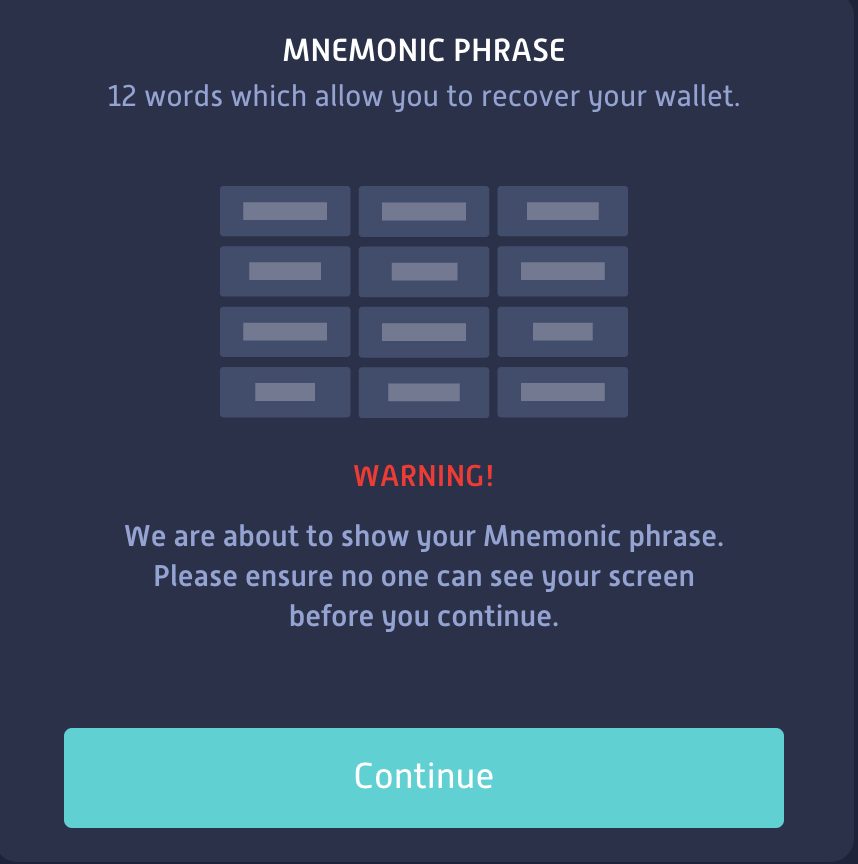 MNEMONIC PHRASE
12 words which allow you to recover your wallet.
WARNING!
We are about to show your Mnemonic phrase.
Please ensure no one can see your screen
before you continue.
Continue